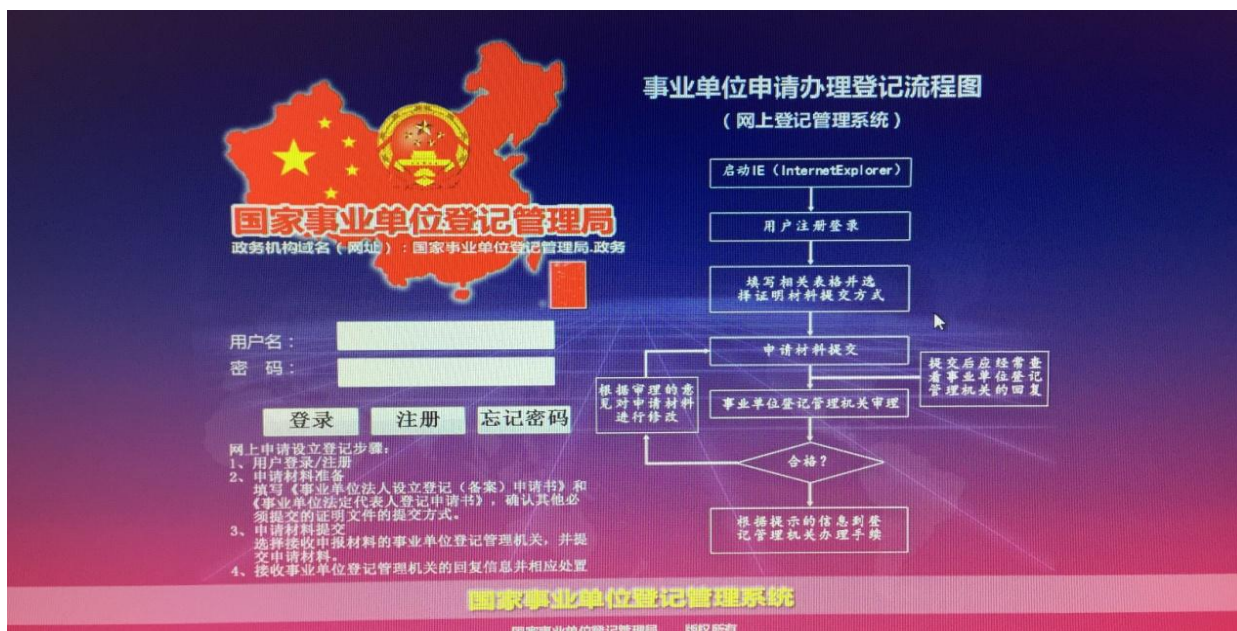 国家事业单位登记管理局
政务机构域名（网址）：国家事业单位登记管理局.政务
用户名：
密 码：
登录 注册 忘记密码
网上申请设立登记步骤：
1、用户登录/注册
2、申请材料准备
填写《事业单位法人设立登记（备案）申请书》和
《事业单位法定代表人登记申请书》，确认其他必
须提交的证明文件的提交方式。
3、申请材料提交
选择接收申报材料的事业单位登记管理机关，并提
交申请材料。
4、接收事业单位登记管理机关的回复信息并相应处置
事业单位申请办理登记流程图
（网上登记管理系统）
启动IE（InternetExplorer）
用户注册登录
填写相关表格并选
择证明材料提交方式
申请材料提交
提交后应经常查
看事业单位登记
管理机关的回复
根据审理的意
见对申请材料
进行修改
事业单位登记管理机关审理
合格？
根据提示的信息到登
记管理机关办理手续
国家事业单位登记管理系统
国家事业单位登记管理局 版权所有